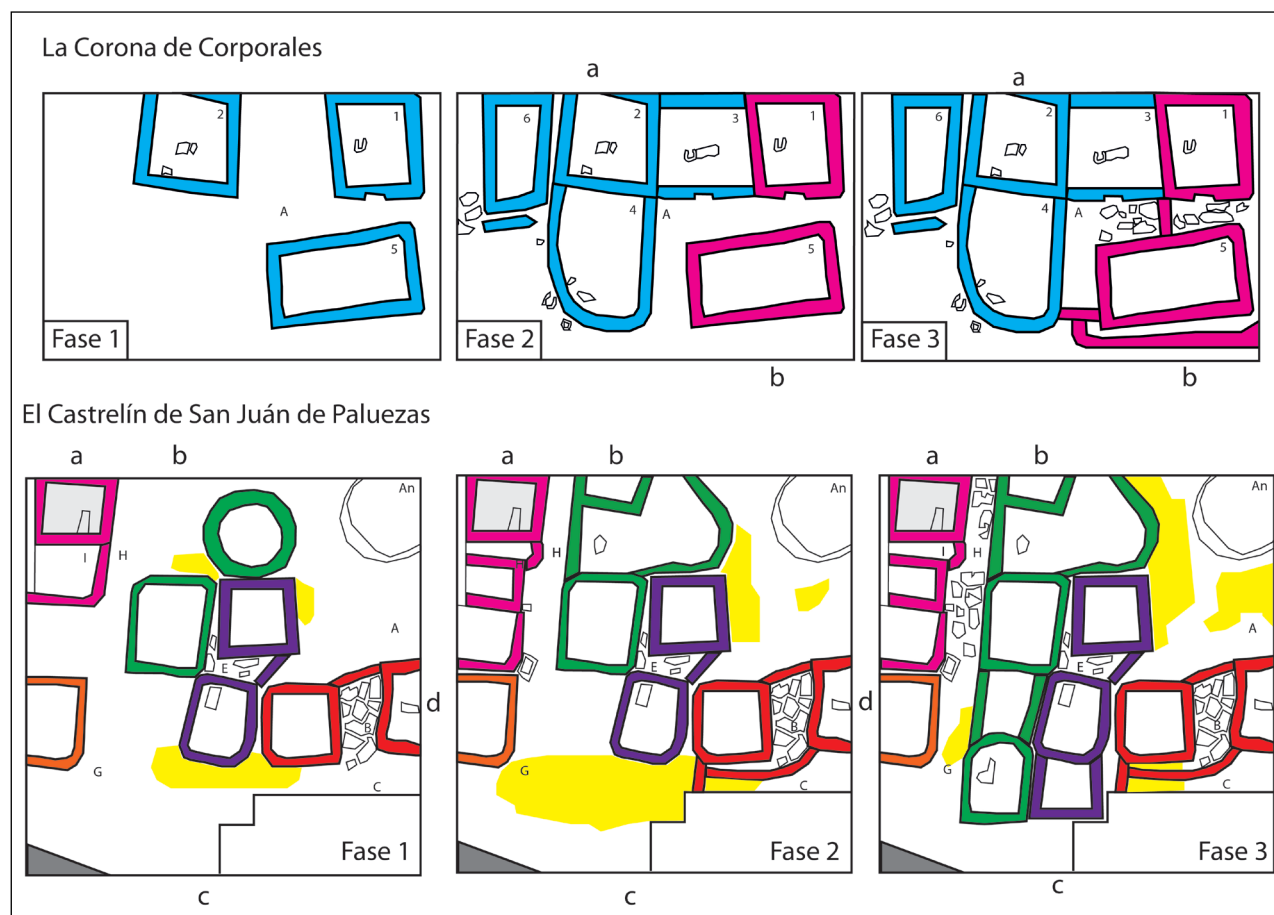 La Corona de Corporales
a
a
2
1
A
5
Fase 1
6
2
3
1
4
A
5
Fase 2
6
2
3
1
4
A
5
Fase 3
b
b
El Castrelín de San Juán de Paluezas
a
b
a
b
a
b
An
I
H
A
E
B
G
C
Fase 1
d
An
H
E
B
G
C
Fase 2
d
An
I
H
A
E
B
G
C
Fase 3
c
c
c